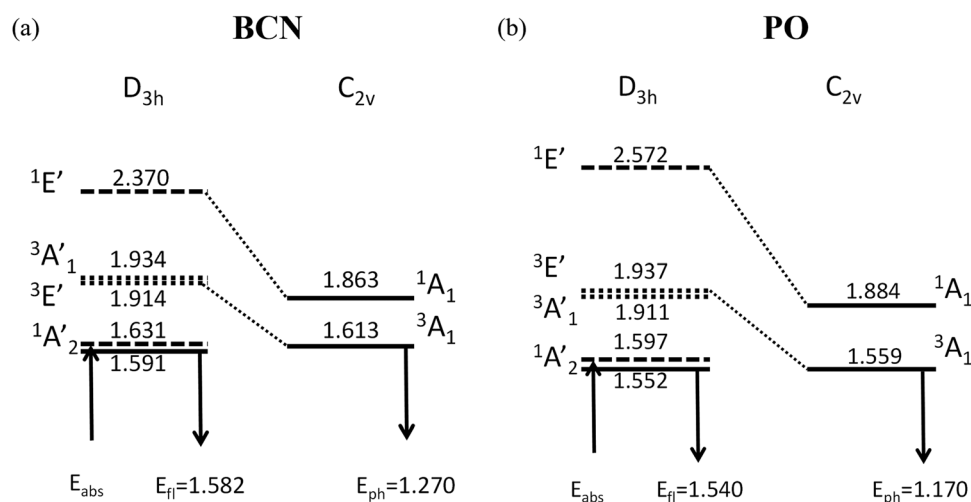 (a) BCN
D3h C2v
¹E’ 2.370
³A’1 1.934
³E’ 1.914
1.863 ¹A1
1.613 ³A1
¹A’2 1.631
1.591
Eabs Efl=1.582 Eph=1.270
(b) PO
D3h C2v
¹E’ 2.572
³E’ 1.937
³A’1 1.911
1.884 ¹A1
1.559 ³A1
¹A’2 1.597
1.552
Eabs Efl=1.540 Eph=1.170